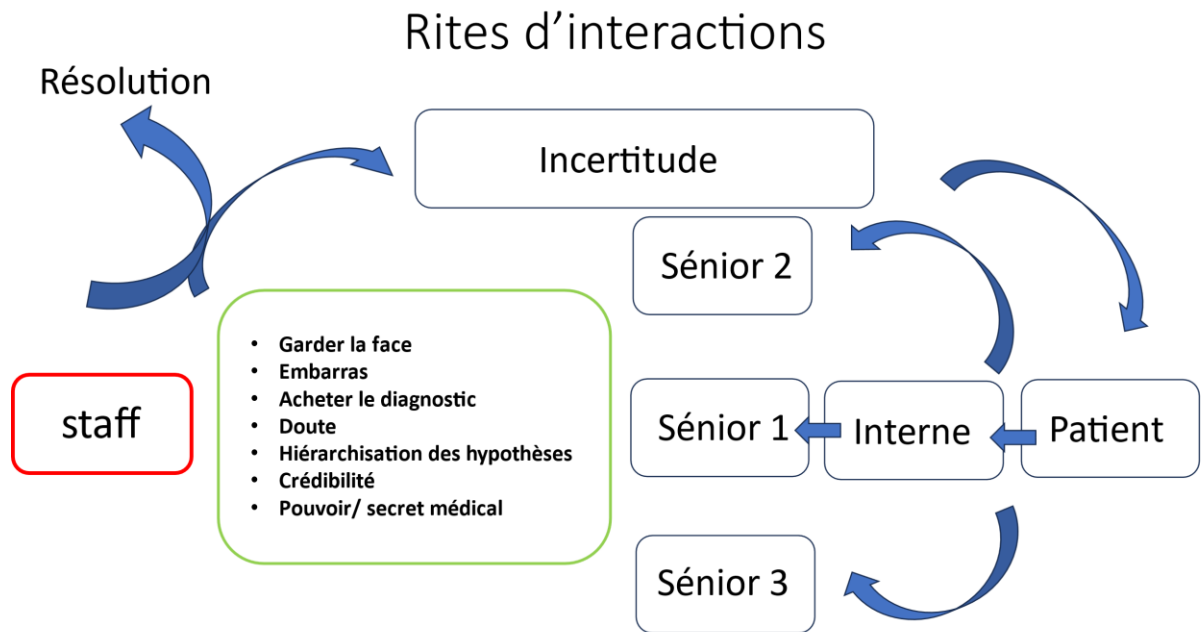 Rites d’interactions
Résolution
Incertitude
Sénior 2
• Garder la face
• Embarras
• Acheter le diagnostic
• Doute
• Hiérarchisation des hypothèses
• Crédibilité
• Pouvoir/ secret médical
staff
Sénior 1
Interne
Patient
Sénior 3